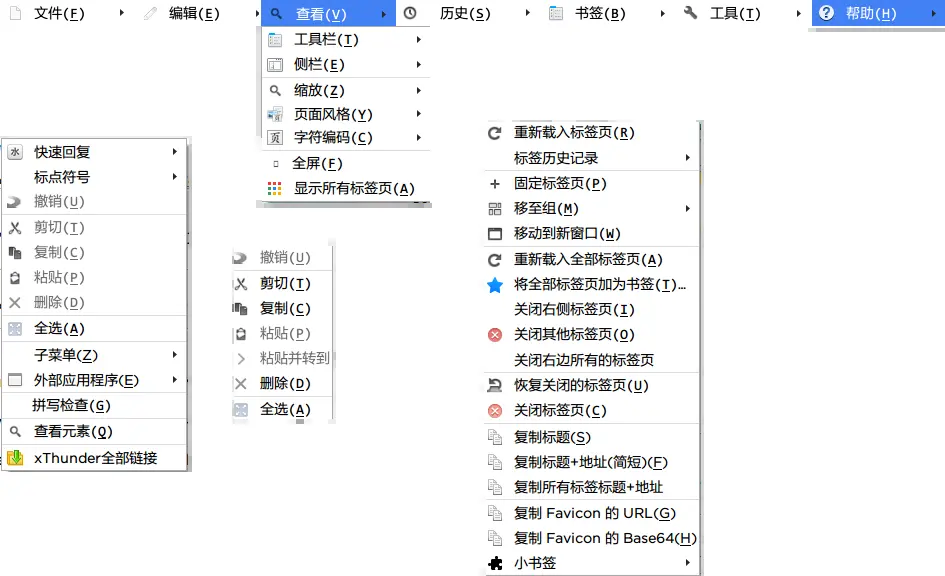 文件(F)
编辑(E)
查看(V)
历史(S)
书签(B)
工具(T)
帮助(H)
工具栏(T)
侧栏(E)
缩放(Z)
页面风格(Y)
页 字符编码(C)
全屏(F)
显示所有标签页(A)
水 快速回复
标点符号
撤销(U)
剪切(T)
复制(C)
粘贴(P)
删除(D)
全选(A)
子菜单(Z)
外部应用程序(E)
拼写检查(G)
查看元素(Q)
xThunder全部链接
撤销(U)
剪切(T)
复制(C)
粘贴(P)
粘贴并转到
删除(D)
全选(A)
重新载入标签页(R)
标签历史记录
固定标签页(P)
移至组(M)
移动到新窗口(W)
重新载入全部标签页(A)
将全部标签页加为书签(T)…
关闭右侧标签页(I)
关闭其他标签页(O)
关闭右边所有的标签页
恢复关闭的标签页(U)
关闭标签页(C)
复制标题(S)
复制标题+地址(简短)(F)
复制所有标签标题+地址
复制 Favicon 的 URL(G)
复制 Favicon 的 Base64(H)
小书签